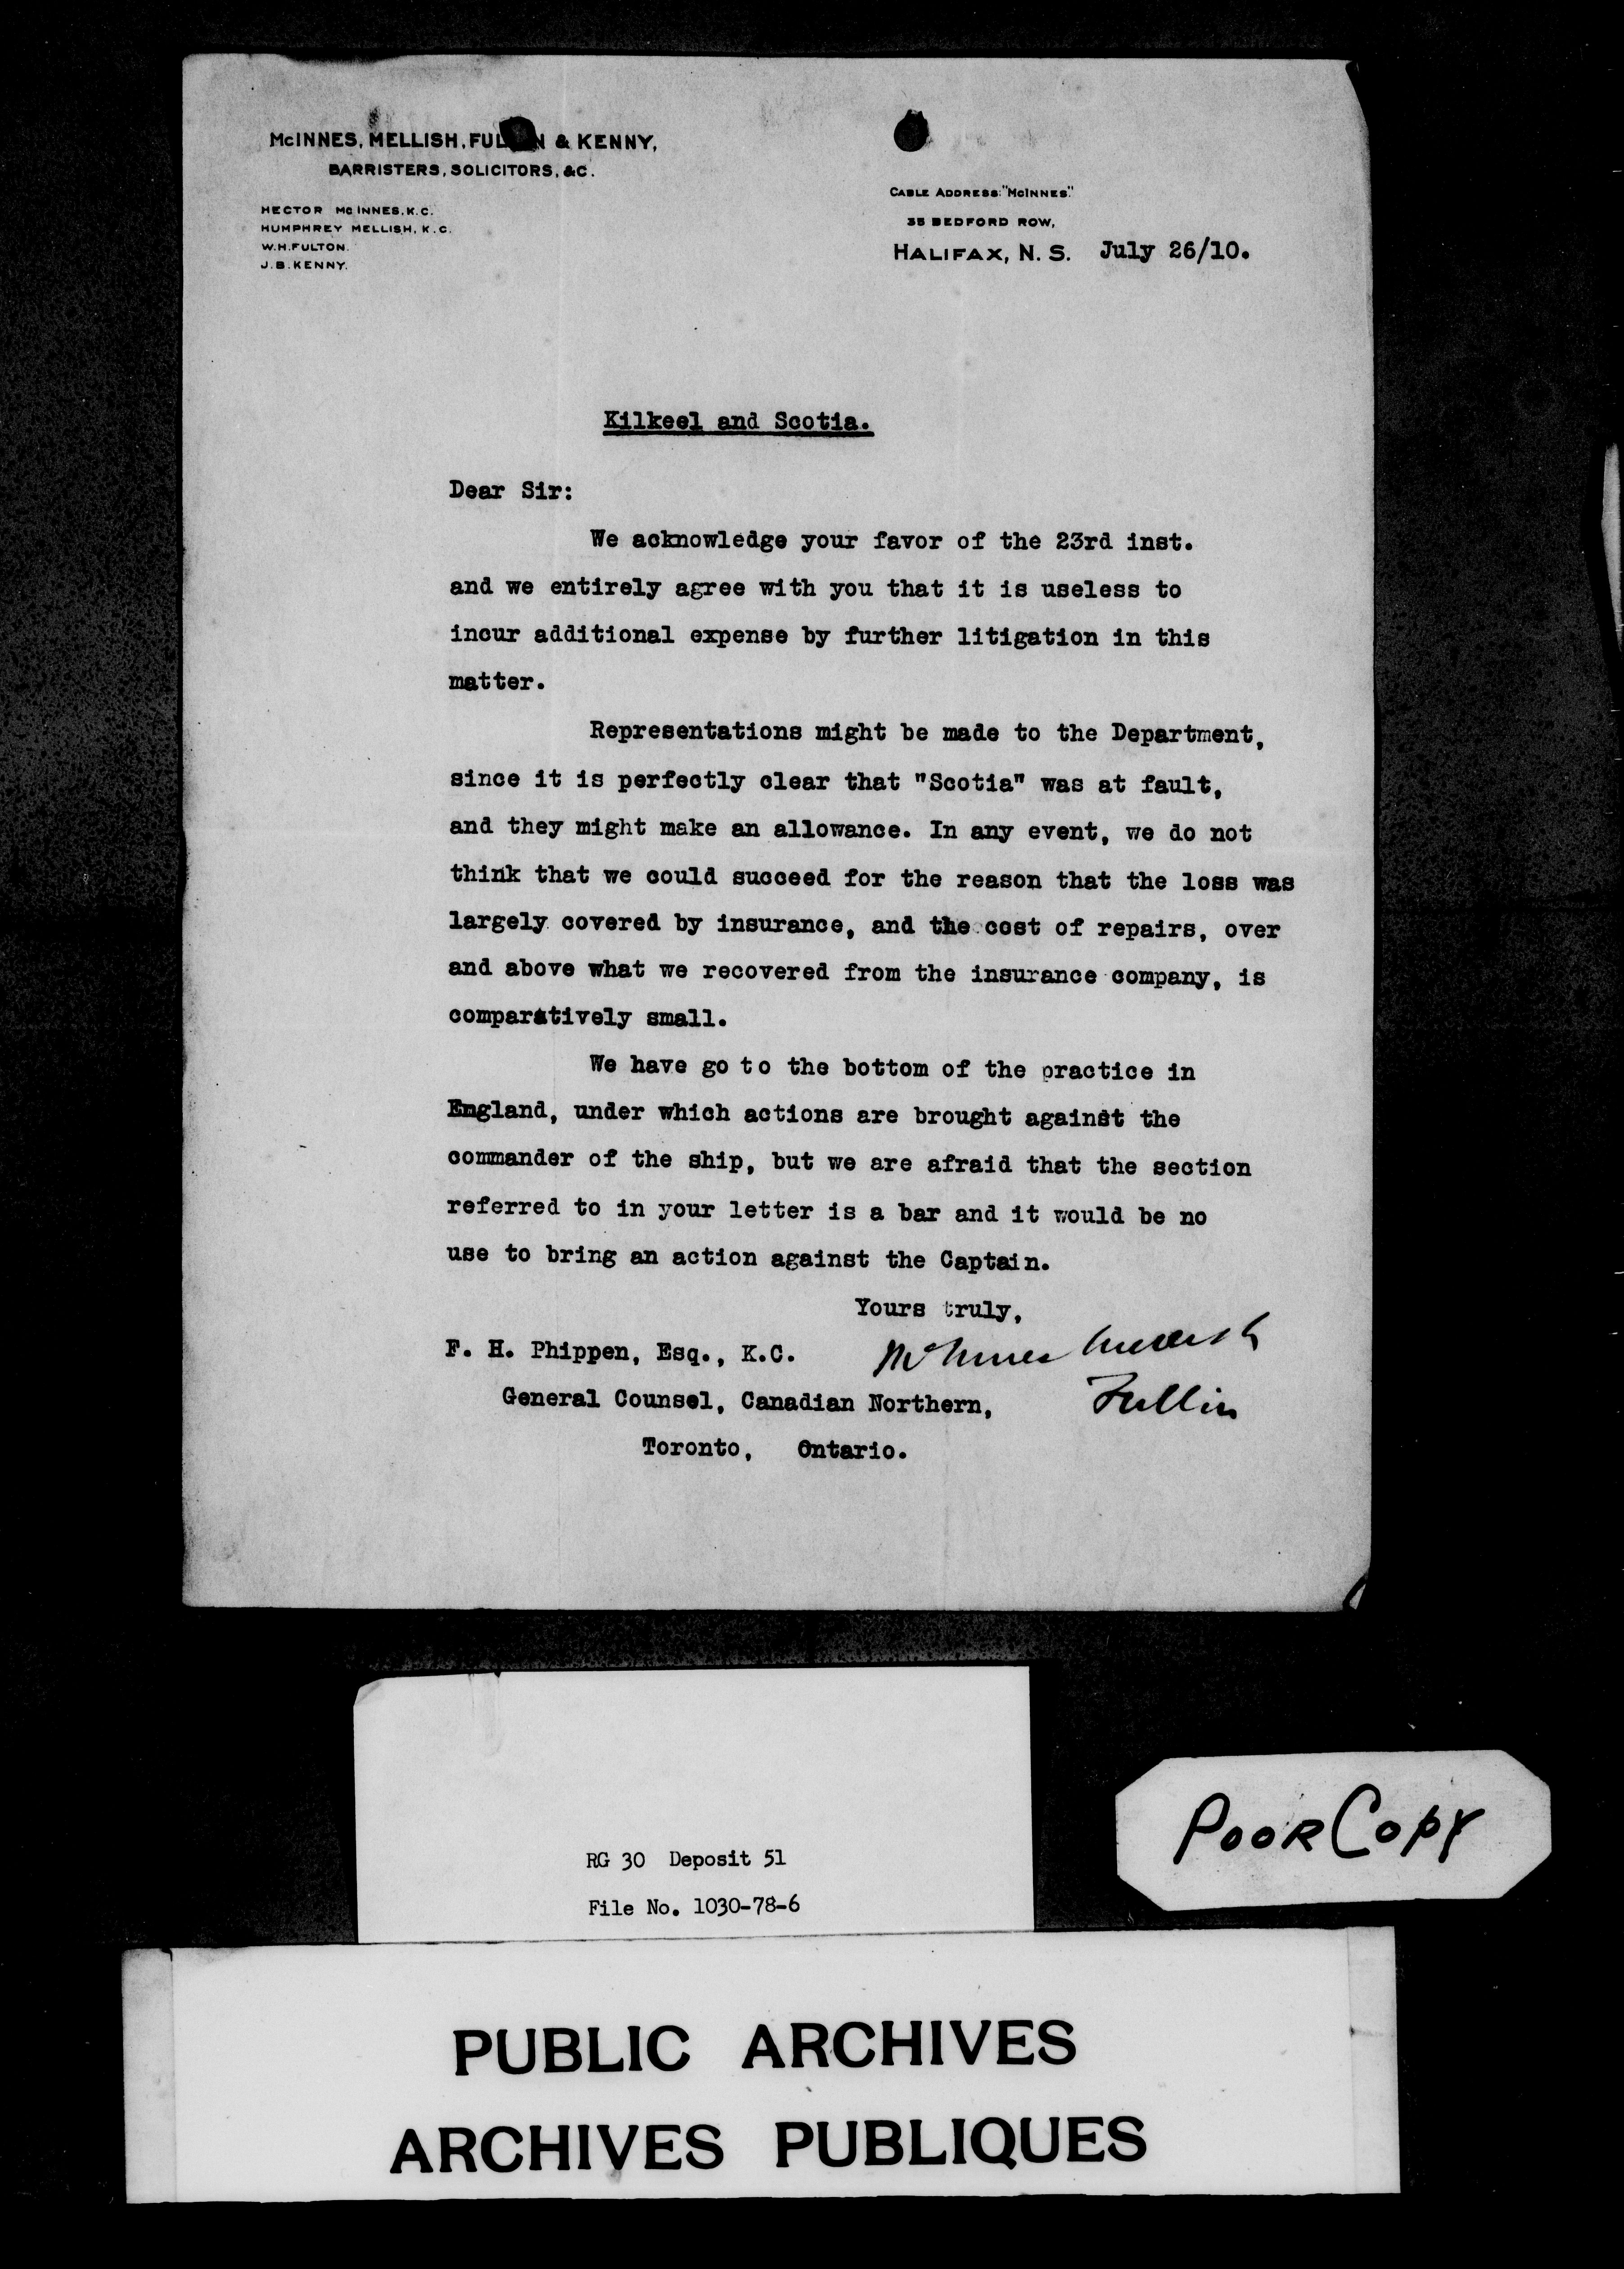 McINNES, MELLISH, FUL N & KENNY,
BARRISTERS, SOLICITORS, &C.
HECTOR McINNES, K.C.
HUMPHREY MELLISH, K.C.
W.H.FULTON.
J.B.KENNY.
CABLE ADDRESS: "McINNES"
35 BEDFORD ROW,
HALIFAX, N. S. July 26/10.
Kilkeel and Scotia.
Dear Sir:
We acknowledge your favor of the 23rd inst.
and we entirely agree with you that it is useless to
incur additional expense by further litigation in this
matter.
Representations might be made to the Department,
since it is perfectly clear that "Scotia" was at fault,
and they might make an allowance. In any event, we do not
think that we could succeed for the reason that the loss was
largely covered by insurance, and the cost of repairs, over
and above what we recovered from the insurance company, is
comparatively small.
We have go to the bottom of the practice in
England, under which actions are brought against the
commander of the ship, but we are afraid that the section
referred to in your letter is a bar and it would be no
use to bring an action against the Captain.
Yours truly,
McInnes Mellish
F. H. Phippen, Esq., K.C.
General Counsel, Canadian Northern,
Toronto, Ontario.
RG 30 Deposit 51
File No. 1030-78-6
POOR COPY
PUBLIC ARCHIVES
ARCHIVES PUBLIQUES